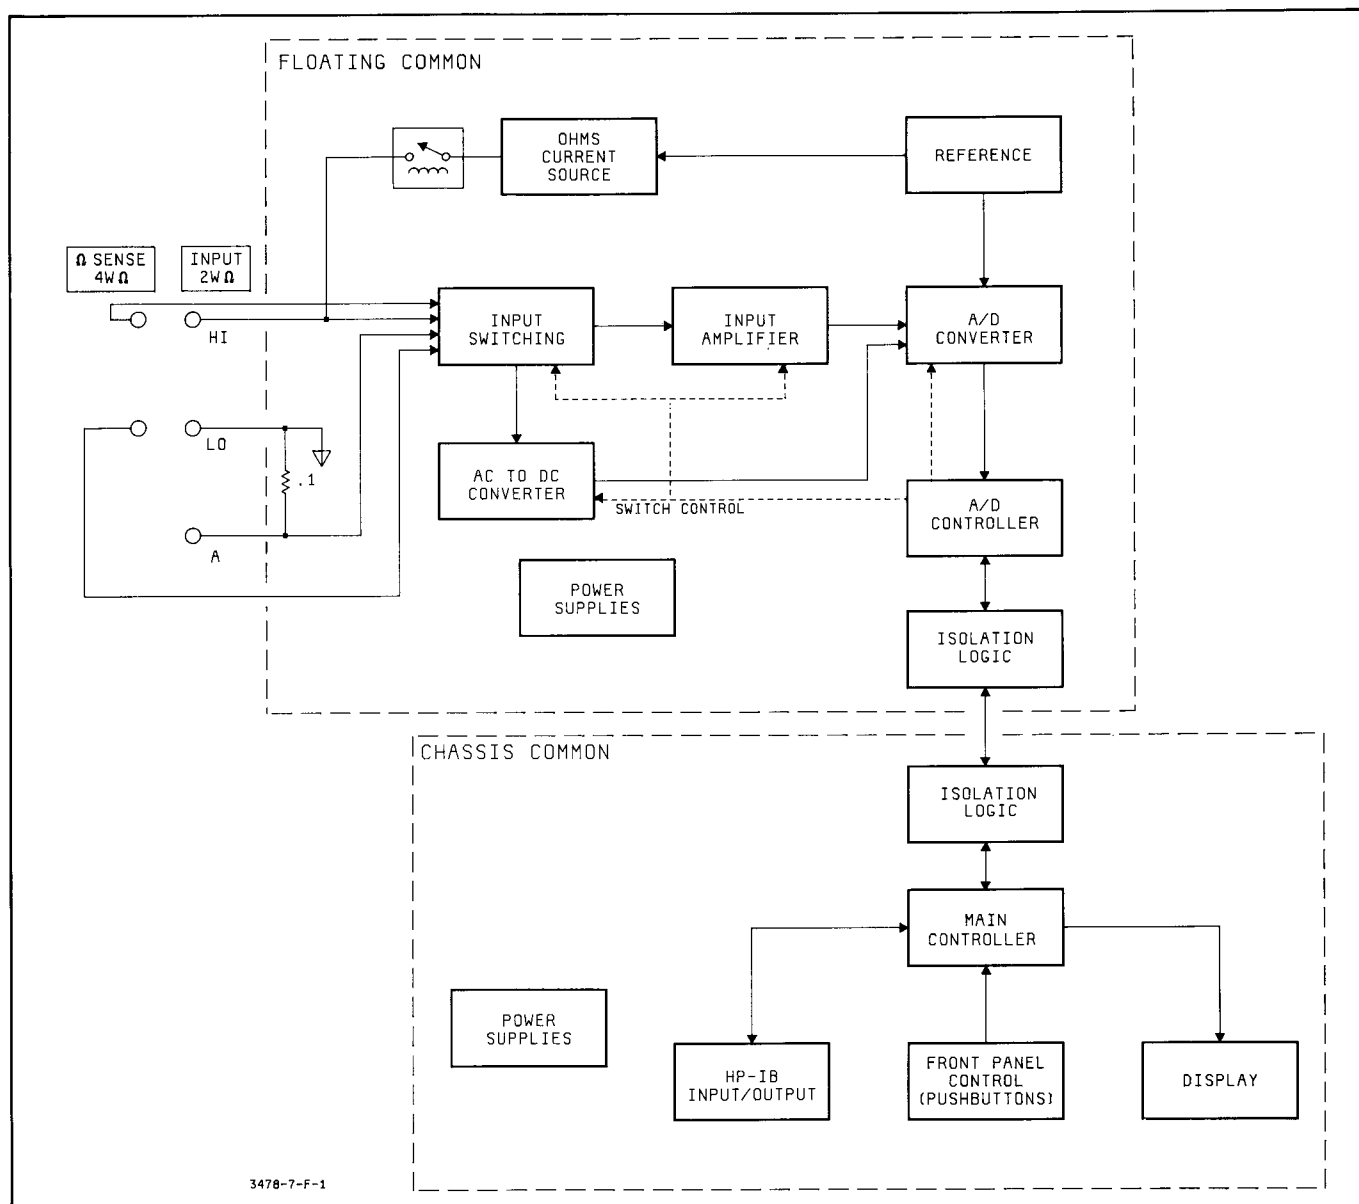 FLOATING COMMON
OHMS
CURRENT
SOURCE
REFERENCE
Ω SENSE
4WΩ
INPUT
2WΩ
HI
INPUT
SWITCHING
INPUT
AMPLIFIER
A/D
CONVERTER
LO
.1
A
AC TO DC
CONVERTER
SWITCH CONTROL
A/D
CONTROLLER
POWER
SUPPLIES
ISOLATION
LOGIC
CHASSIS COMMON
ISOLATION
LOGIC
MAIN
CONTROLLER
POWER
SUPPLIES
HP-IB
INPUT/OUTPUT
FRONT PANEL
CONTROL
(PUSHBUTTONS)
DISPLAY
3478-7-F-1